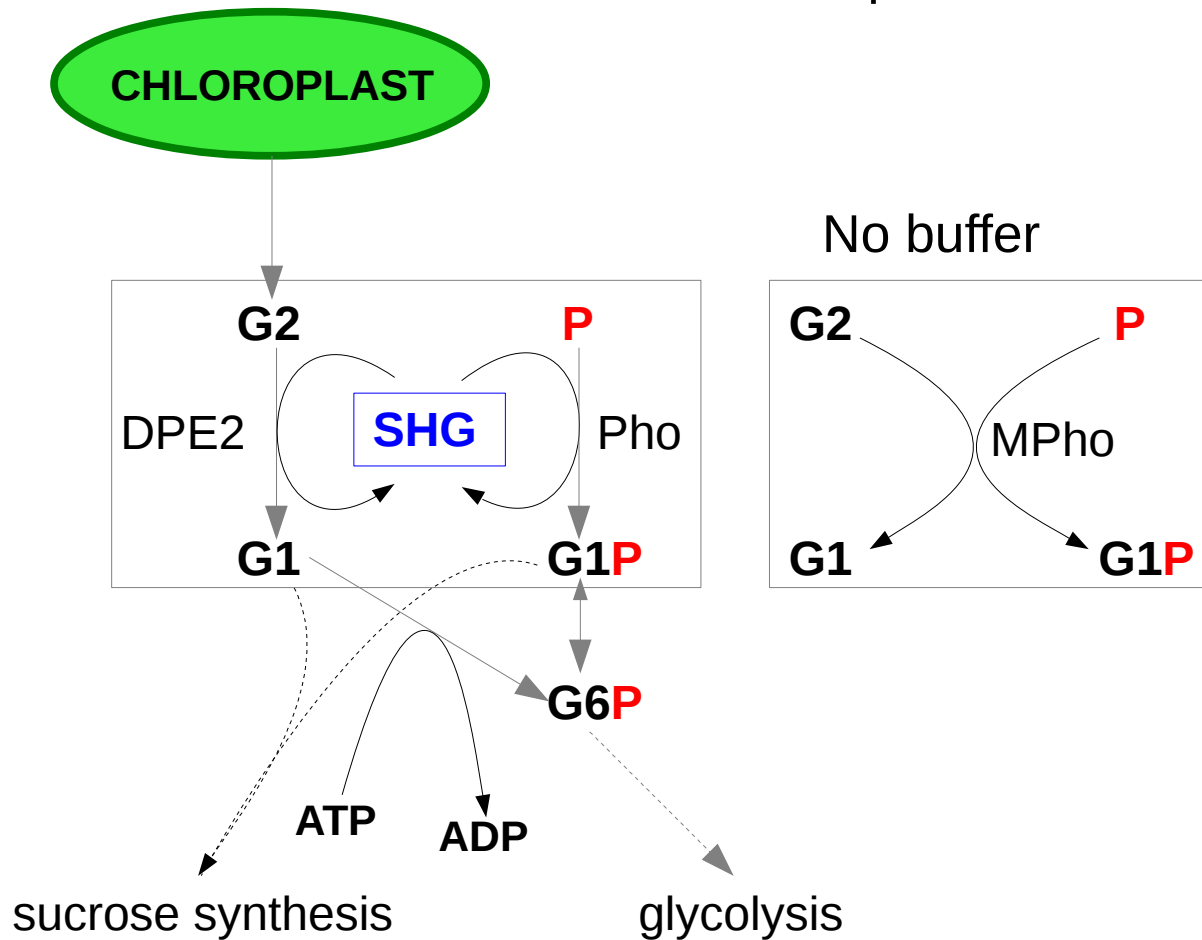 CHLOROPLAST
No buffer
G2 P
DPE2 SHG Pho
G1 G1P
G2 P
MPho
G1 G1P
G6P
ATP
ADP
sucrose synthesis
glycolysis